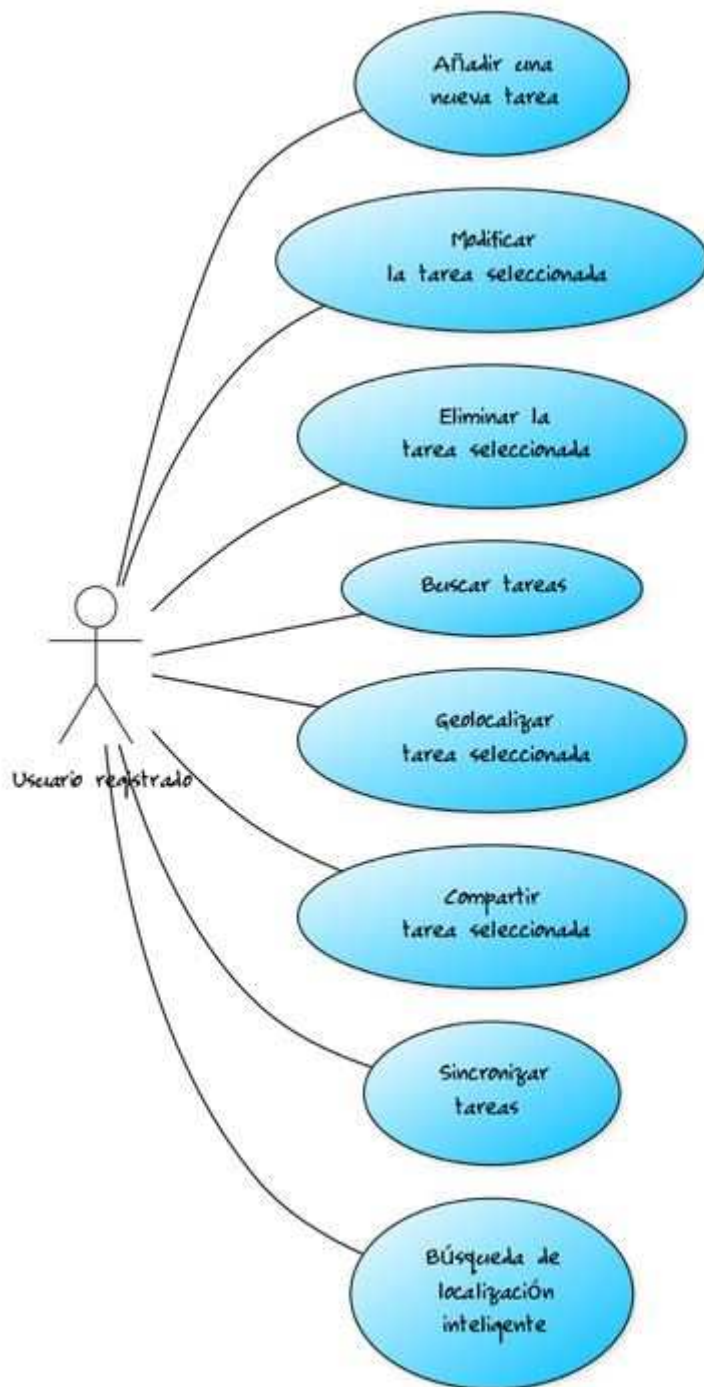 Añadir una
nueva tarea
Modificar
la tarea seleccionada
Eliminar la
tarea seleccionada
Buscar tareas
Geolocalizar
tarea seleccionada
Usuario registrado
Compartir
tarea seleccionada
Sincronizar
tareas
Búsqueda de
localización
inteligente